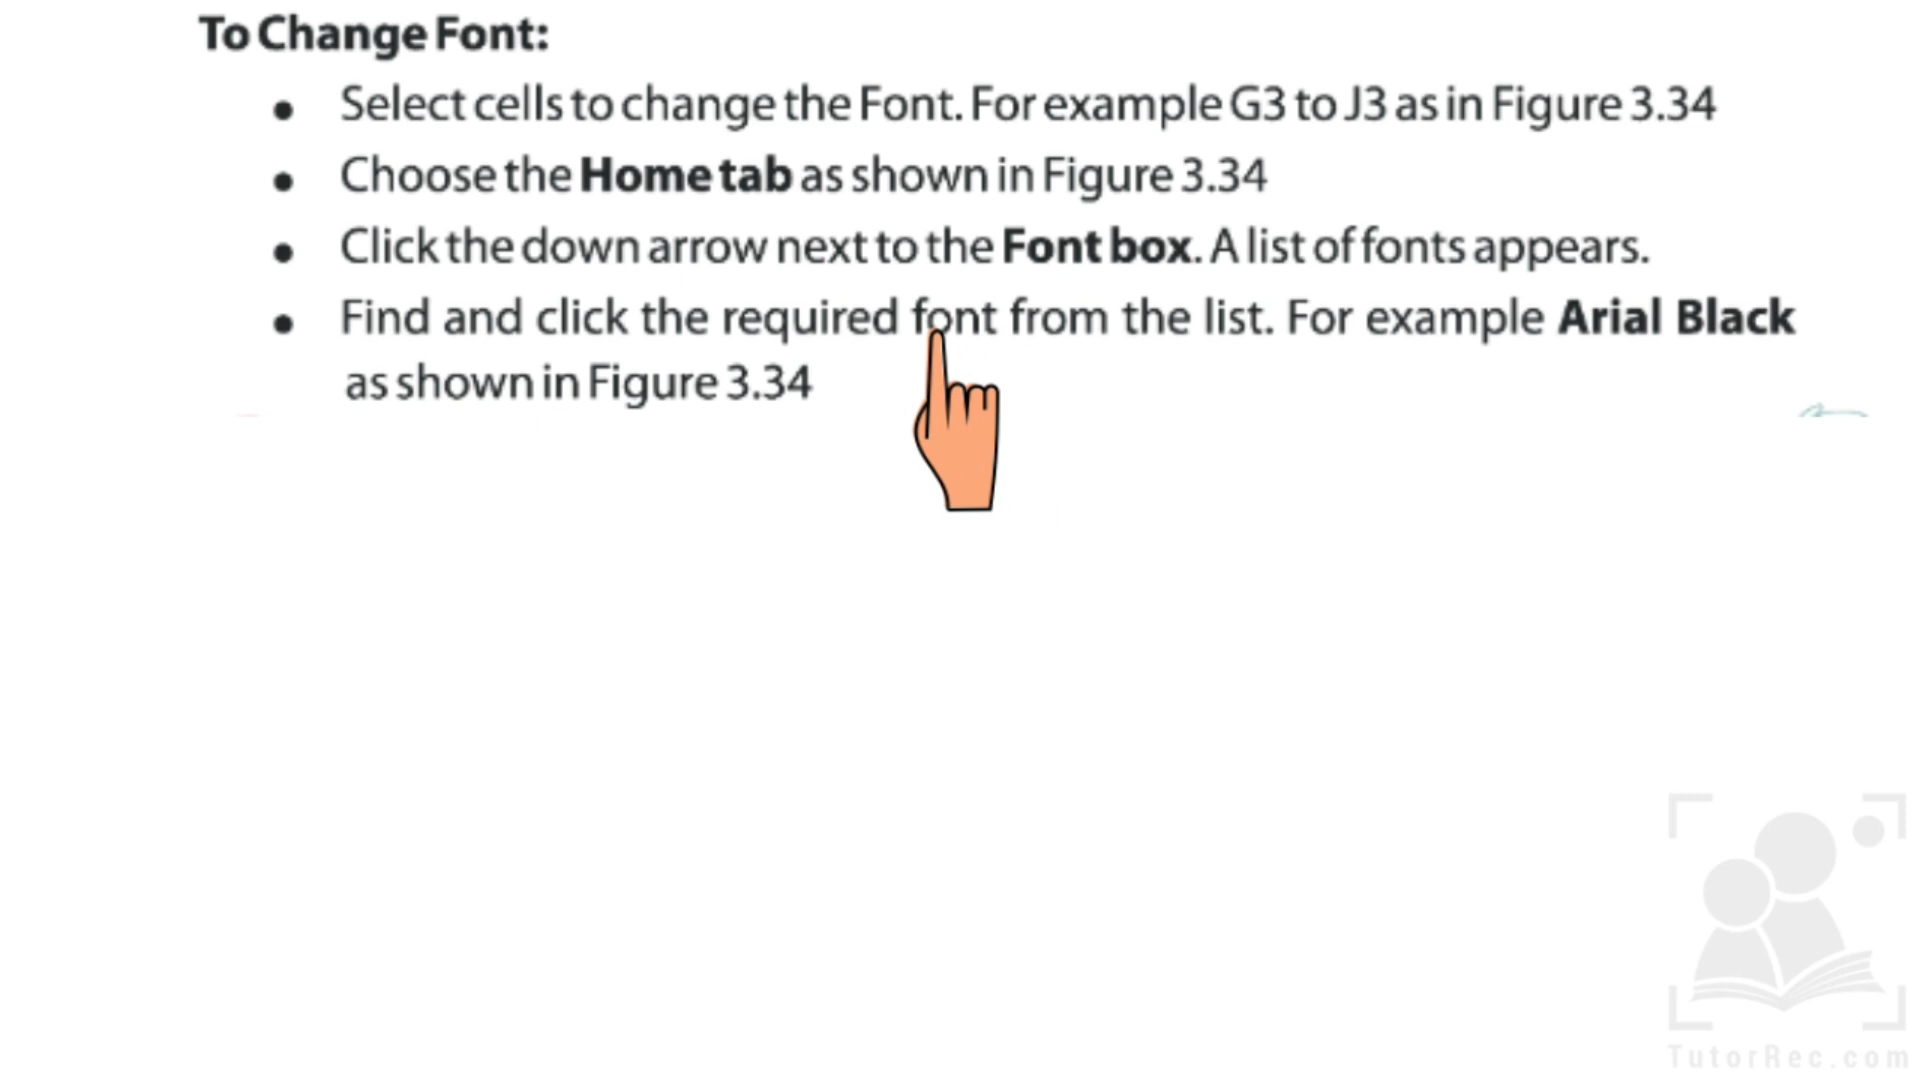 To Change Font:
• Select cells to change the Font. For example G3 to J3 as in Figure 3.34
• Choose the Home tab as shown in Figure 3.34
• Click the down arrow next to the Font box. A list of fonts appears.
• Find and click the required font from the list. For example Arial Black
as shown in Figure 3.34
TutorRec.com